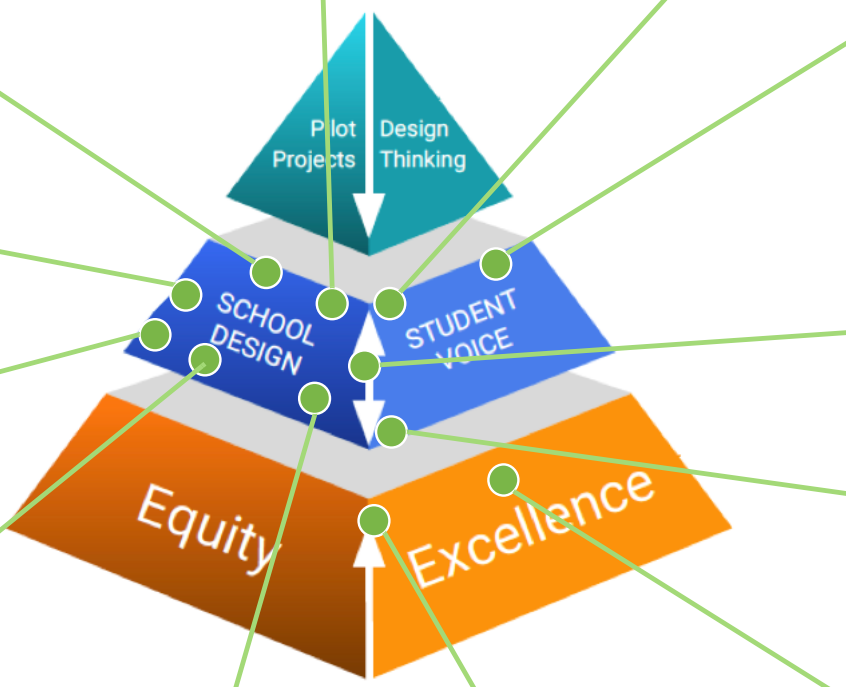 Pilot
Projects
Design
Thinking
SCHOOL
DESIGN
STUDENT
VOICE
Equity
Excellence